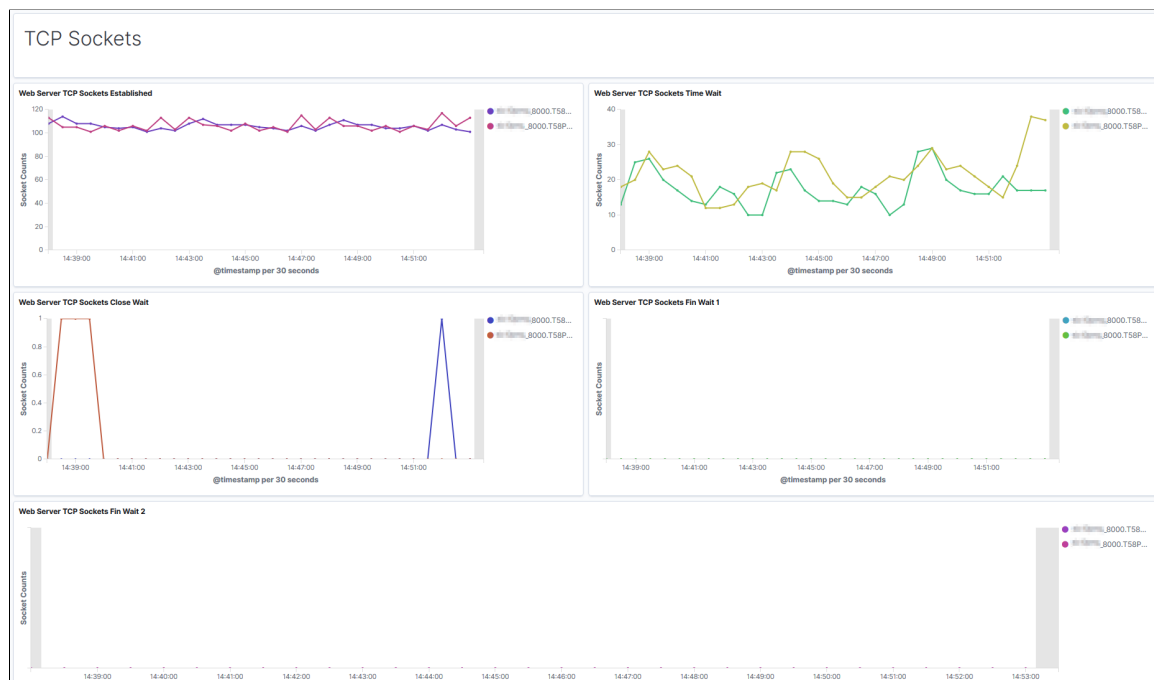 TCP Sockets
Web Server TCP Sockets Established
120
100
80
60
40
20
0
Socket Counts
14:39:00 14:41:00 14:43:00 14:45:00 14:47:00 14:49:00 14:51:00
@timestamp per 30 seconds
_8000.T58...
_8000.T58P...
Web Server TCP Sockets Time Wait
40
30
20
10
0
Socket Counts
14:39:00 14:41:00 14:43:00 14:45:00 14:47:00 14:49:00 14:51:00
@timestamp per 30 seconds
_8000.T58...
_8000.T58P...
Web Server TCP Sockets Close Wait
1
0.8
0.6
0.4
0.2
0
Socket Counts
14:39:00 14:41:00 14:43:00 14:45:00 14:47:00 14:49:00 14:51:00
@timestamp per 30 seconds
_8000.T58...
_8000.T58P...
Web Server TCP Sockets Fin Wait 1
Socket Counts
14:39:00 14:41:00 14:43:00 14:45:00 14:47:00 14:49:00 14:51:00
@timestamp per 30 seconds
_8000.T58...
_8000.T58P...
Web Server TCP Sockets Fin Wait 2
Socket Counts
14:39:00 14:40:00 14:41:00 14:42:00 14:43:00 14:44:00 14:45:00 14:46:00 14:47:00 14:48:00 14:49:00 14:50:00 14:51:00 14:52:00 14:53:00
_8000.T58...
_8000.T58P...